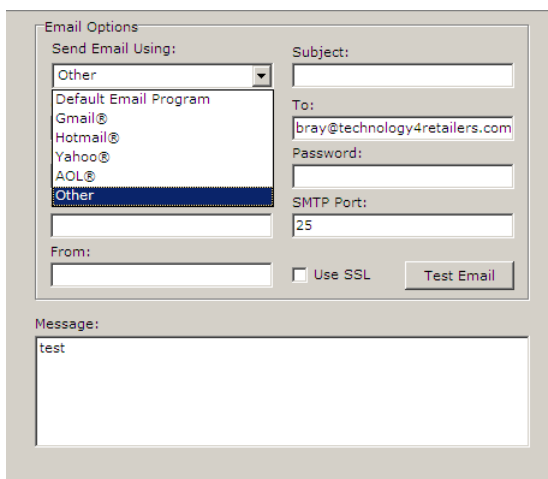 Email Options
Send Email Using:
Other
Default Email Program
Gmail®
Hotmail®
Yahoo®
AOL®
Other
From:
Subject:
To:
bray@technology4retailers.com
Password:
SMTP Port:
25
Use SSL
Test Email
Message:
test